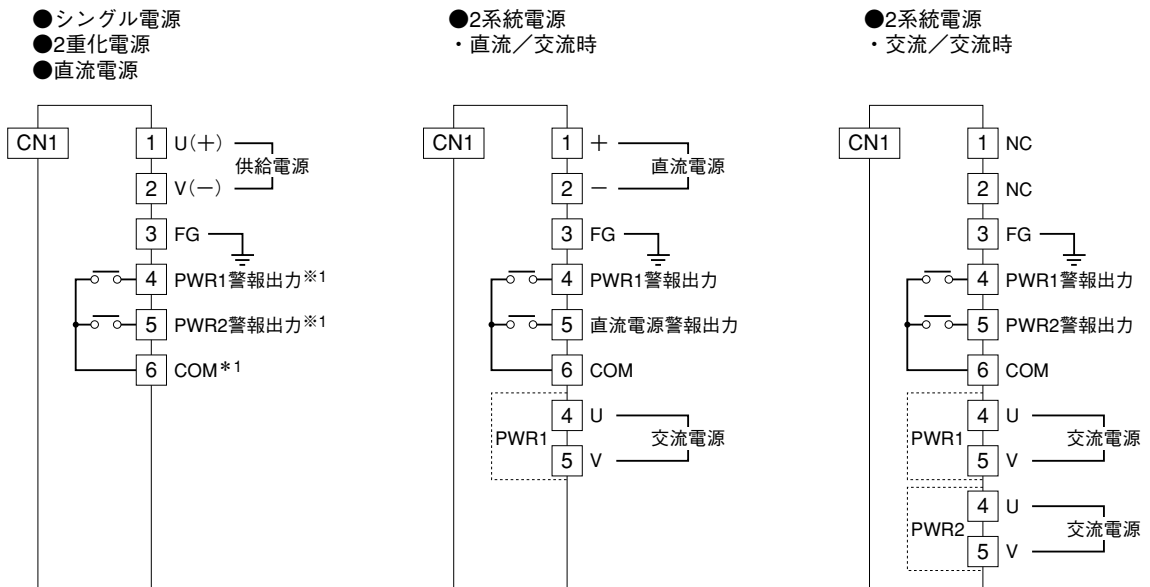 ●シングル電源
●2重化電源
●直流電源
CN1
1 U(+)
供給電源
2 V(−)
3 FG
4 PWR1警報出力※1
5 PWR2警報出力※1
6 COM*1
●2系統電源
・直流／交流時
CN1
1 +
直流電源
2 −
3 FG
4 PWR1警報出力
5 直流電源警報出力
6 COM
PWR1
4 U
交流電源
5 V
●2系統電源
・交流／交流時
CN1
1 NC
2 NC
3 FG
4 PWR1警報出力
5 PWR2警報出力
6 COM
PWR1
4 U
交流電源
5 V
PWR2
4 U
交流電源
5 V